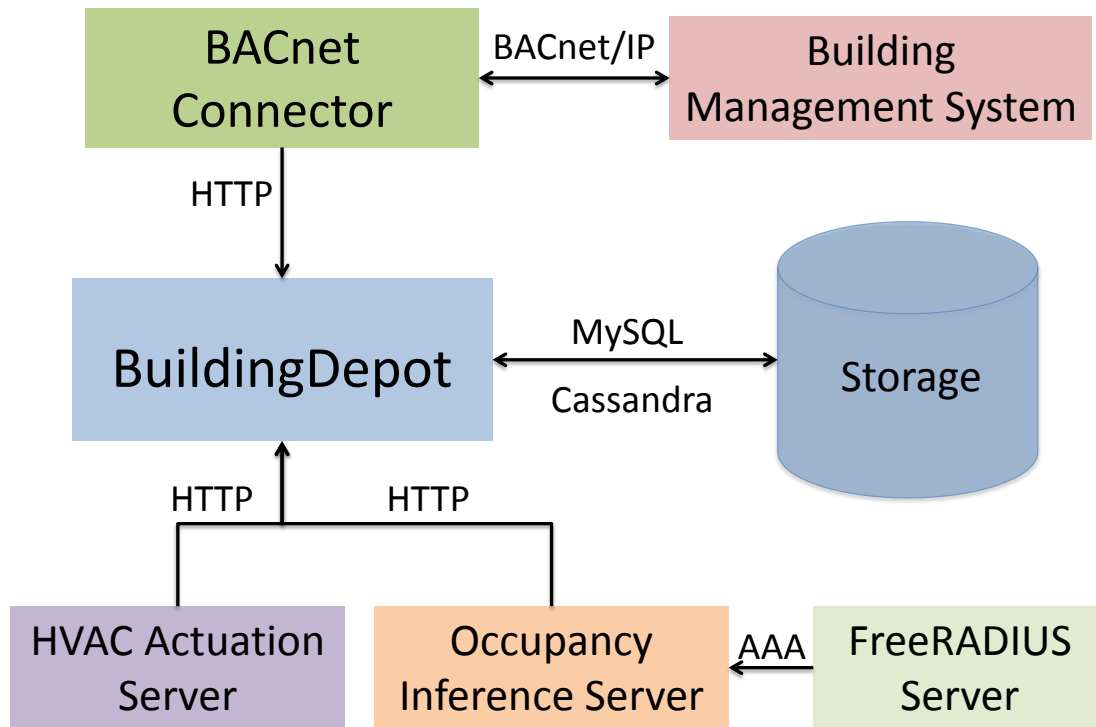 BACnet
Connector
BACnet/IP
Building
Management System
HTTP
BuildingDepot
MySQL
Cassandra
Storage
HTTP
HTTP
HVAC Actuation
Server
Occupancy
Inference Server
AAA
FreeRADIUS
Server